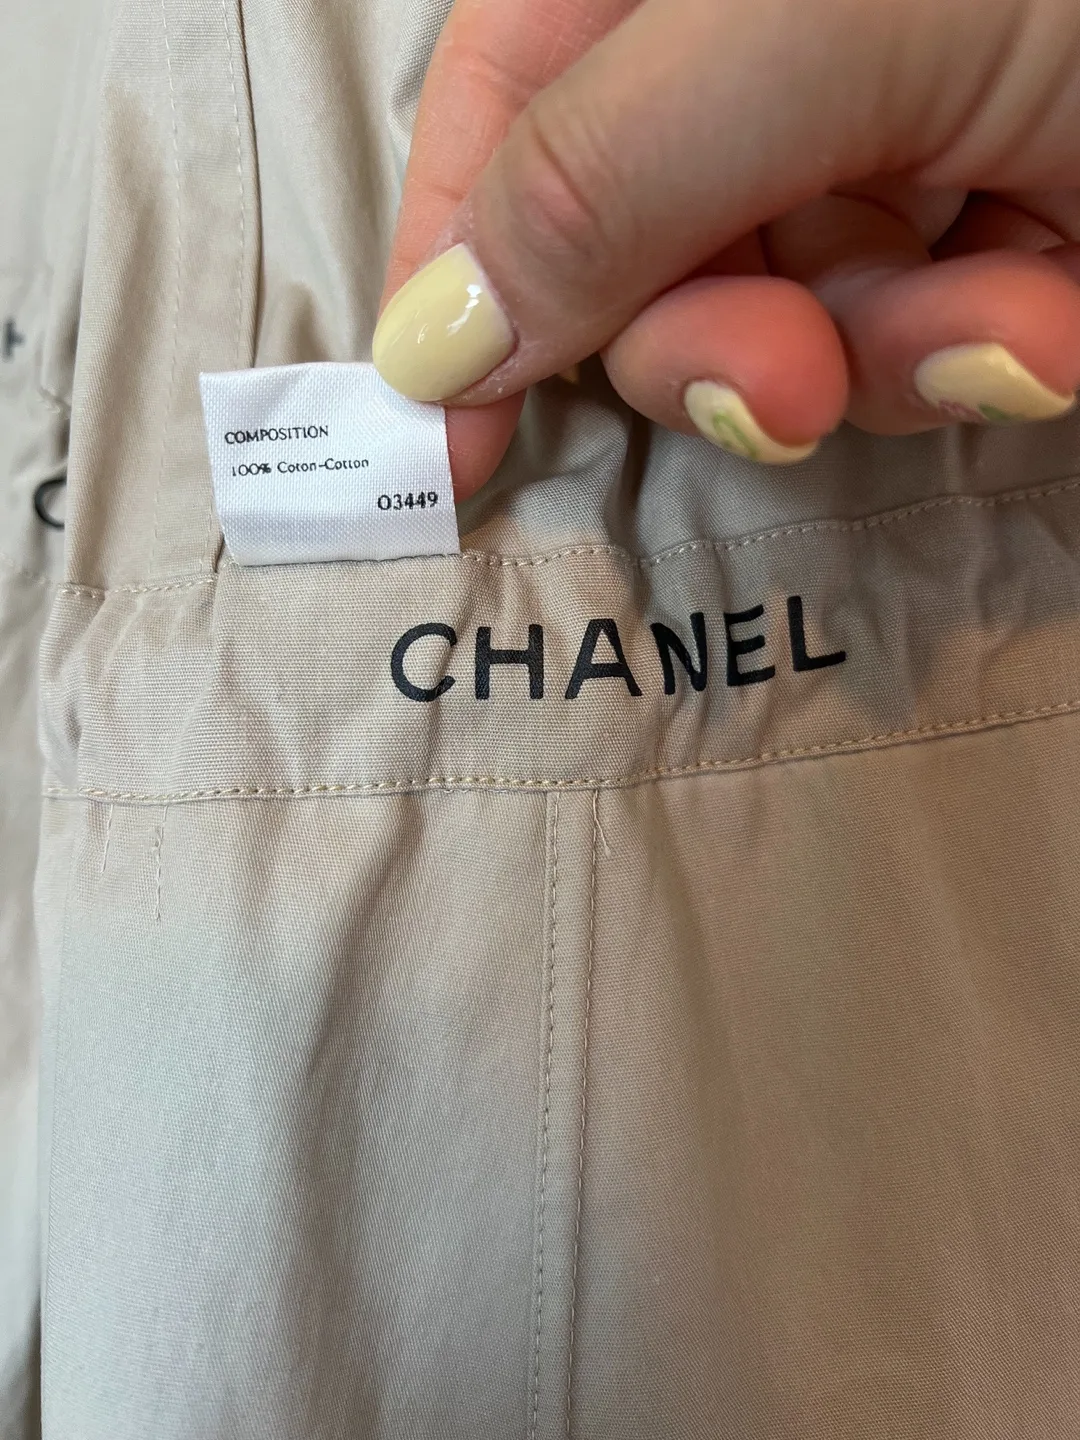 COMPOSITION
100% Coton-Cotton
03449
CHANEL